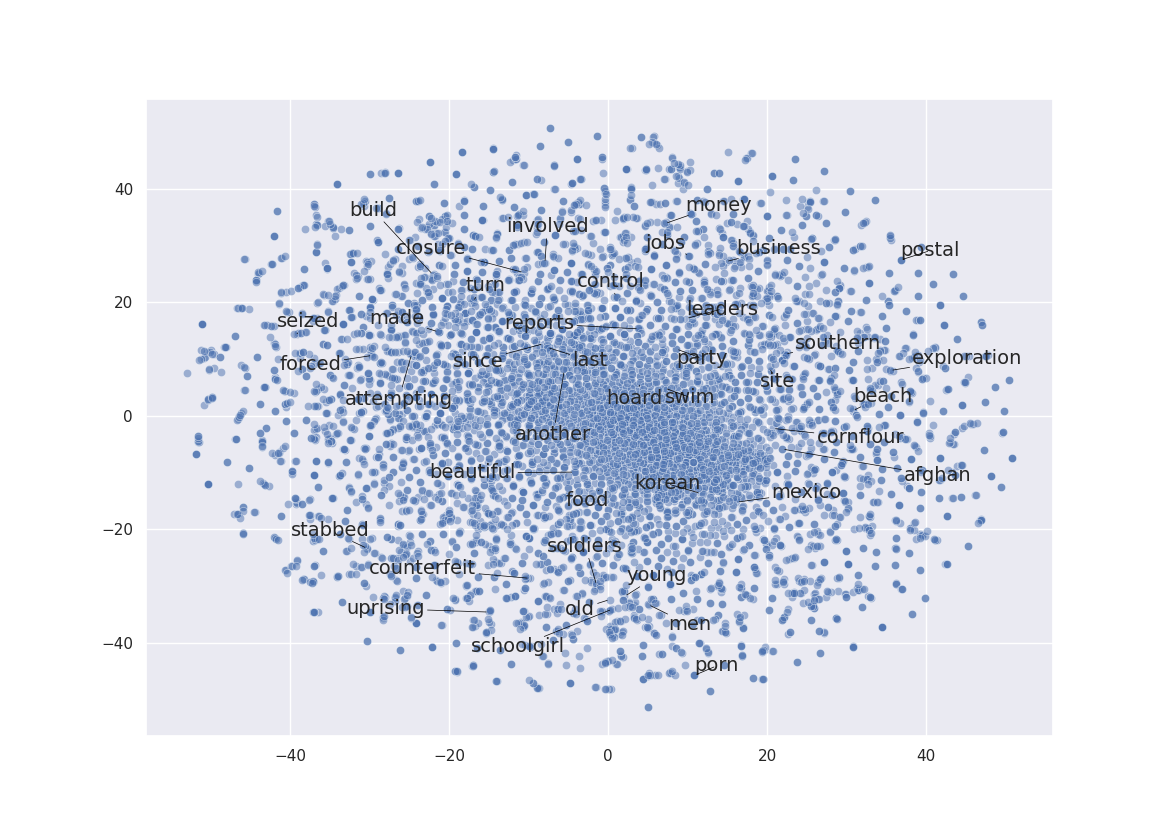 40
20
0
−20
−40
build
money
involved
jobs
closure
business
postal
turn
control
seized
made
reports
leaders
southern
forced
since
last
party
exploration
attempting
hoard
swim
site
beach
another
cornflour
beautiful
korean
afghan
food
mexico
stabbed
soldiers
counterfeit
young
uprising
old
men
schoolgirl
porn
−40
−20
0
20
40